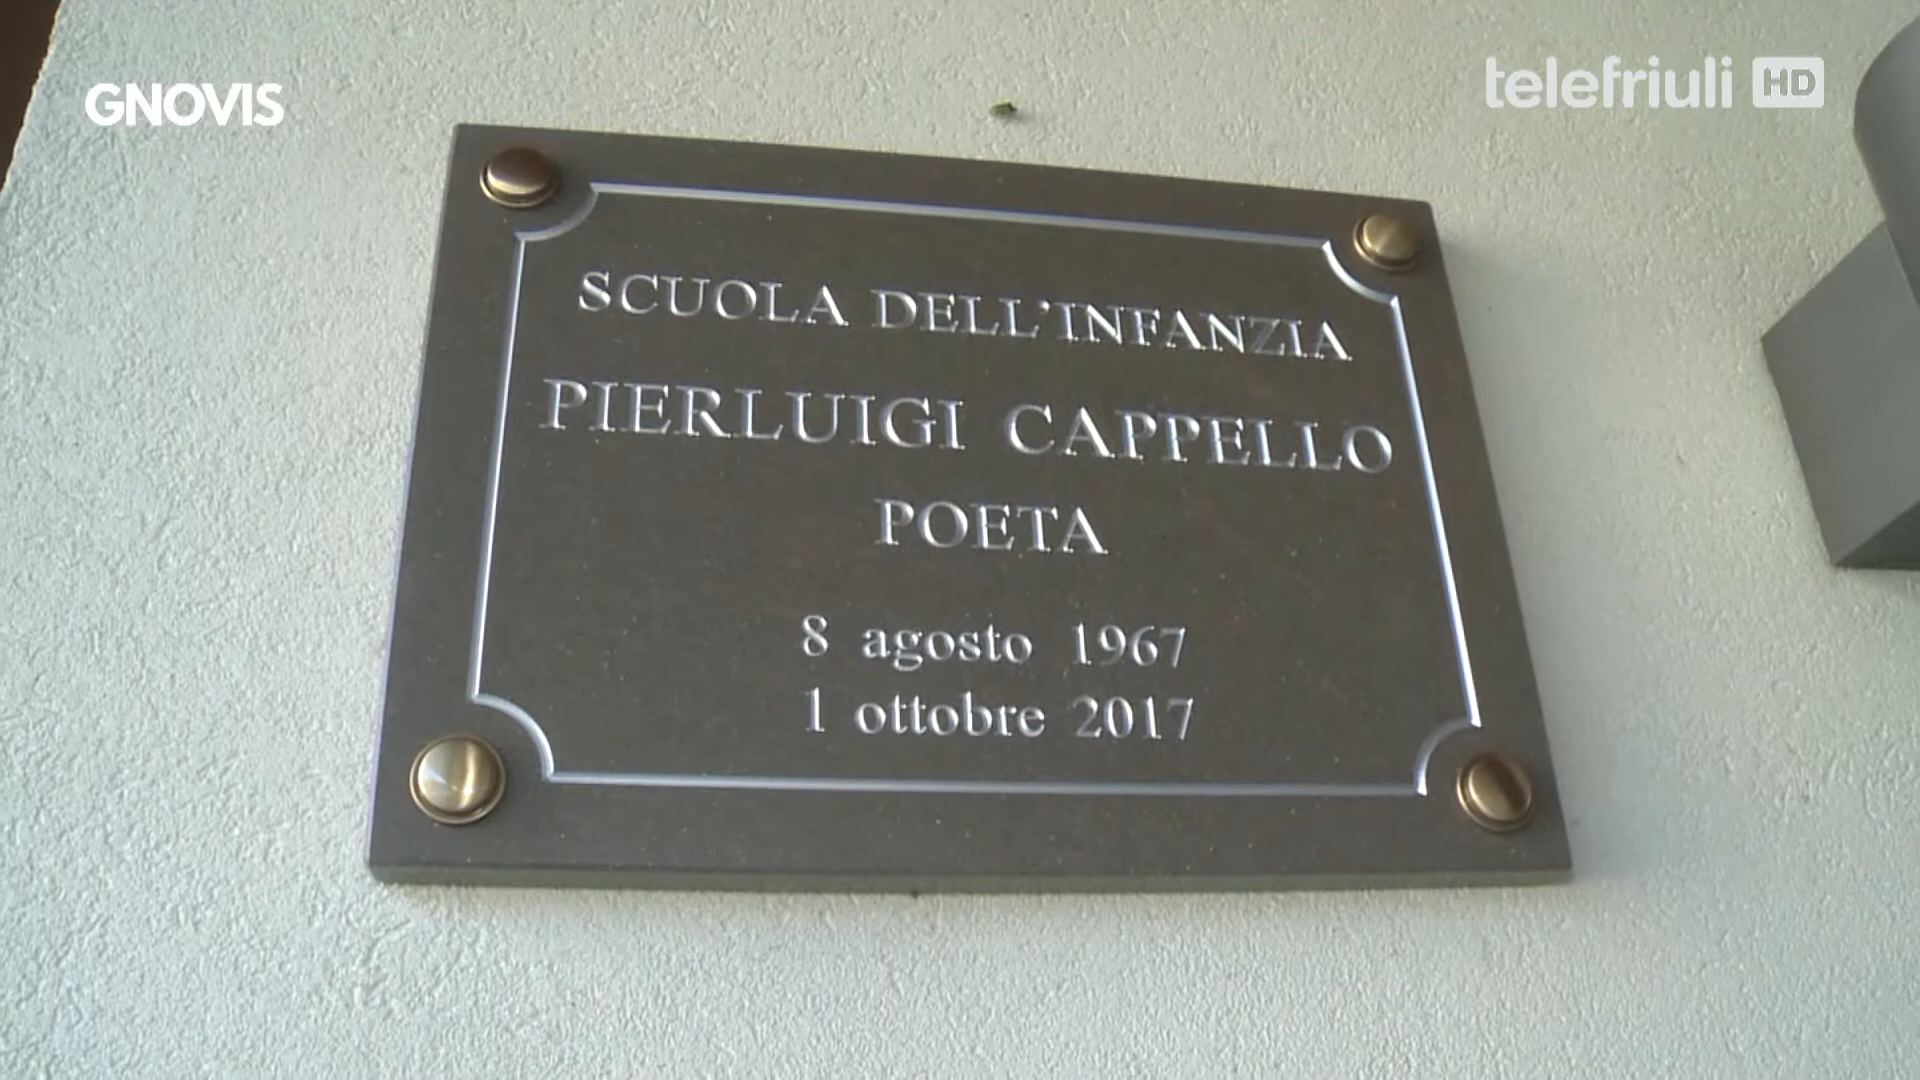 GNOVIS
telefriuli HD
SCUOLA DELL'INFANZIA
PIERLUIGI CAPPELLO
POETA
8 agosto 1967
1 ottobre 2017